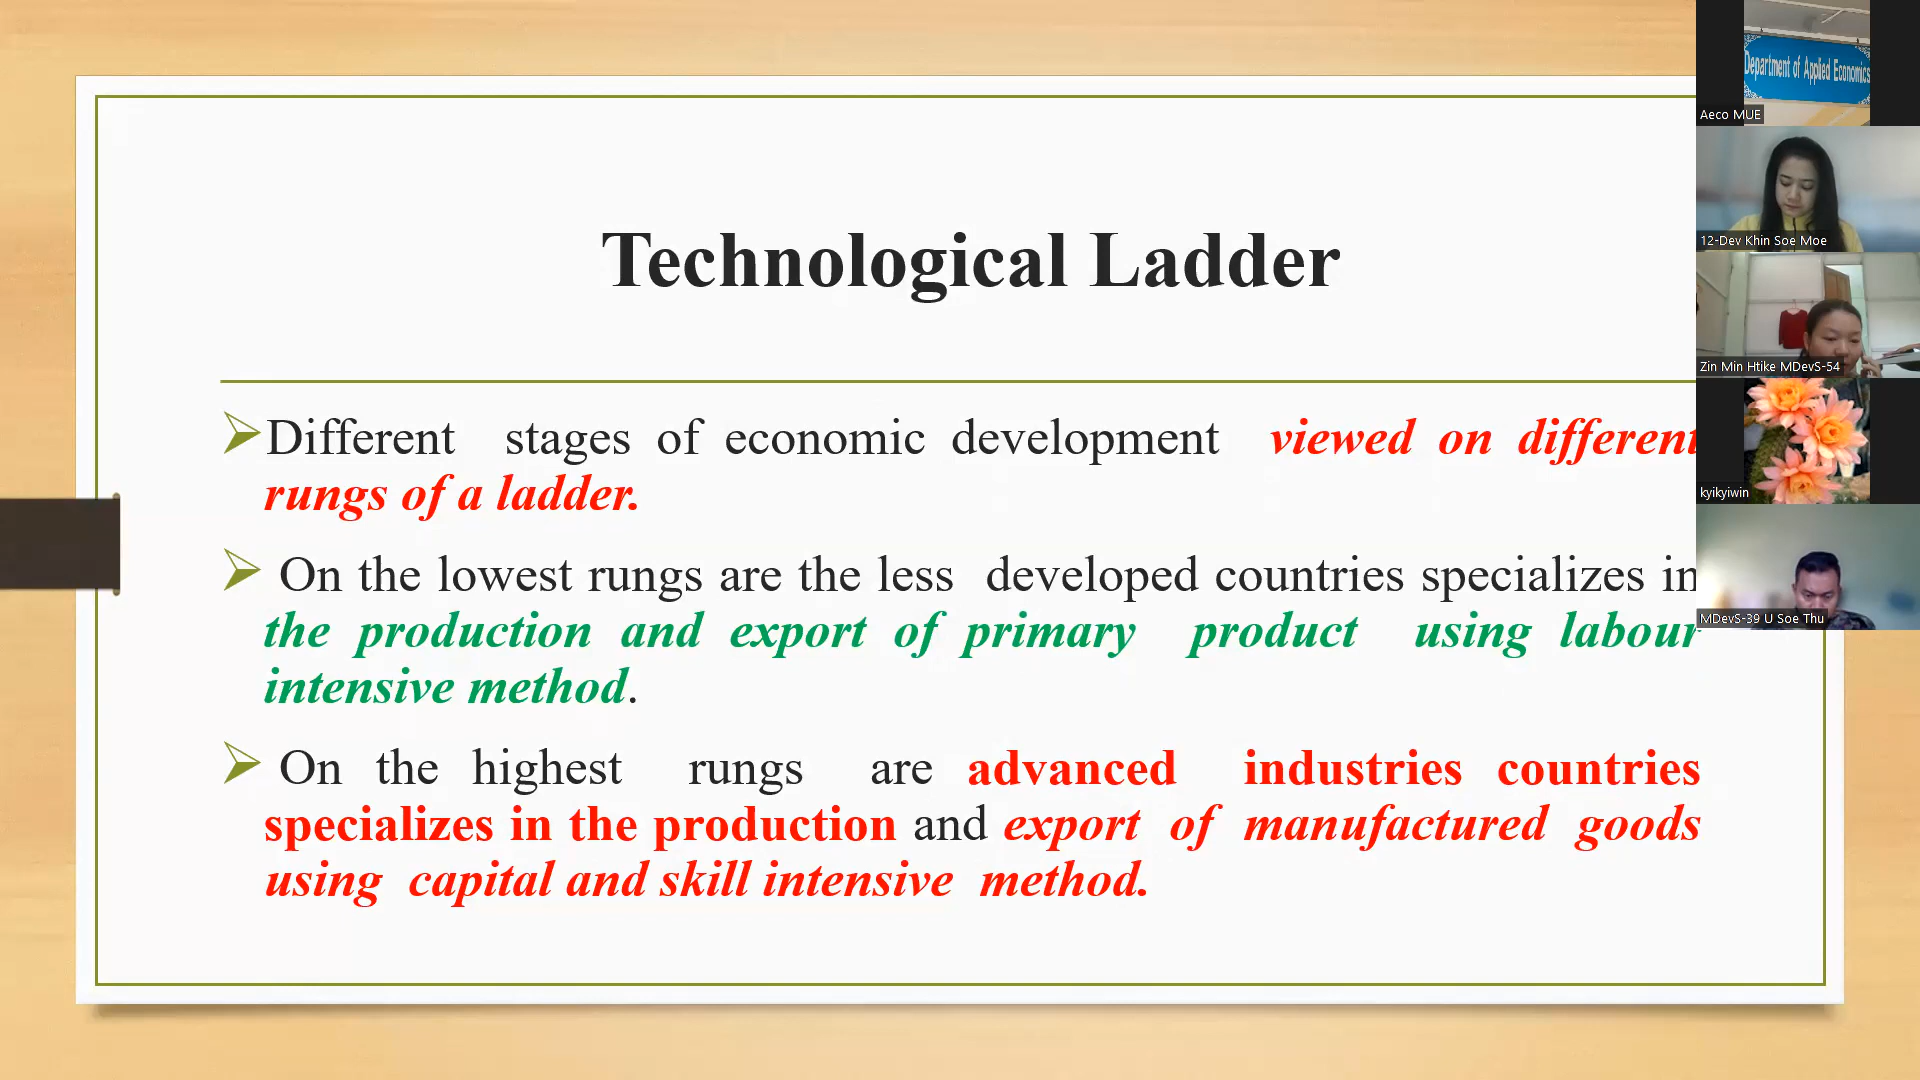 Technological Ladder
Different stages of economic development viewed on different
rungs of a ladder.
On the lowest rungs are the less developed countries specializes in
the production and export of primary product using labour
intensive method.
On the highest rungs are advanced industries countries
specializes in the production and export of manufactured goods
using capital and skill intensive method.
Department of Applied Economics
Aeco MUE
12-Dev Khin Soe Moe
Zin Min Htike MDevS-54
kyikyiwin
MDevS-39 U Soe Thu